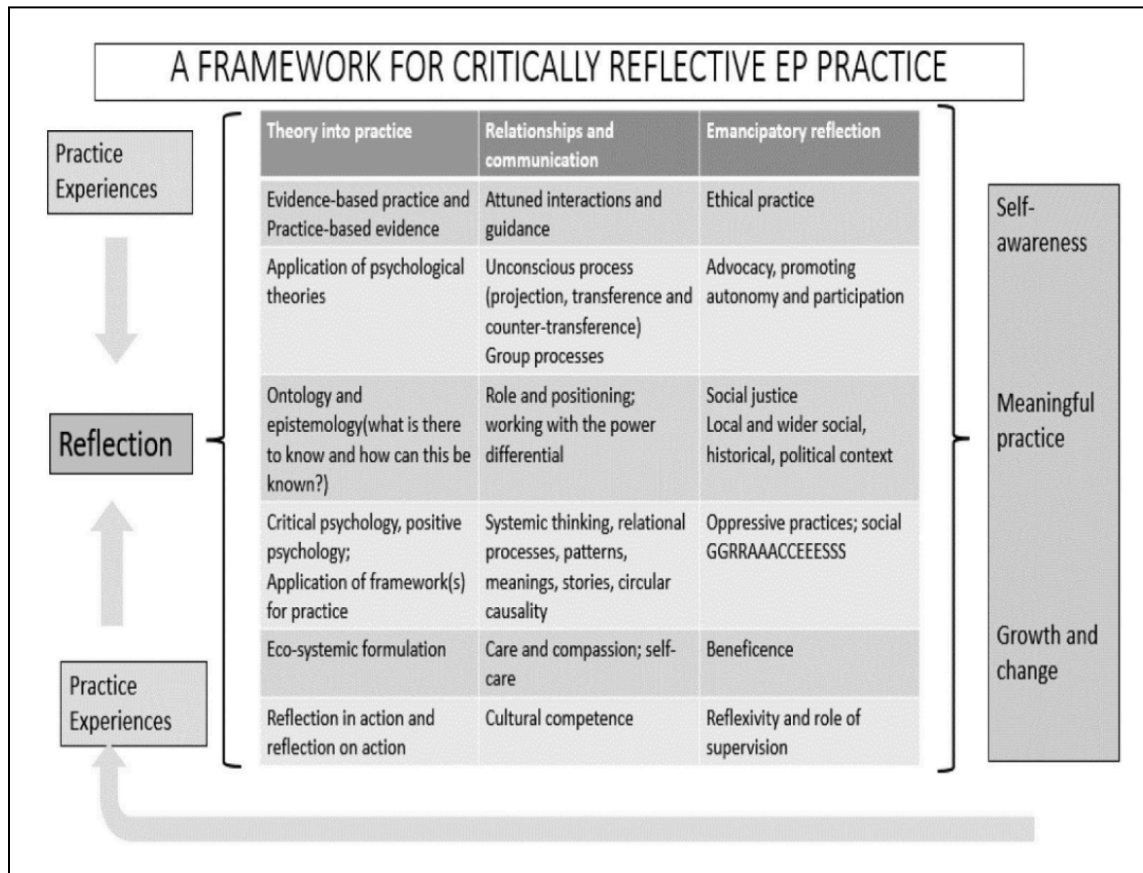 A FRAMEWORK FOR CRITICALLY REFLECTIVE EP PRACTICE
Practice
Experiences
Reflection
Practice
Experiences
Theory into practice
Relationships and
communication
Emancipatory reflection
Evidence-based practice and
Practice-based evidence
Attuned interactions and
guidance
Ethical practice
Application of psychological
theories
Unconscious process
(projection, transference and
counter-transference)
Group processes
Advocacy, promoting
autonomy and participation
Ontology and
epistemology(what is there
to know and how can this be
known?)
Role and positioning;
working with the power
differential
Social justice
Local and wider social,
historical, political context
Critical psychology, positive
psychology;
Application of framework(s)
for practice
Systemic thinking, relational
processes, patterns,
meanings, stories, circular
causality
Oppressive practices; social
GGRRAAACCEEESSS
Eco-systemic formulation
Care and compassion; self-
care
Beneficence
Reflection in action and
reflection on action
Cultural competence
Reflexivity and role of
supervision
Self-
awareness
Meaningful
practice
Growth and
change